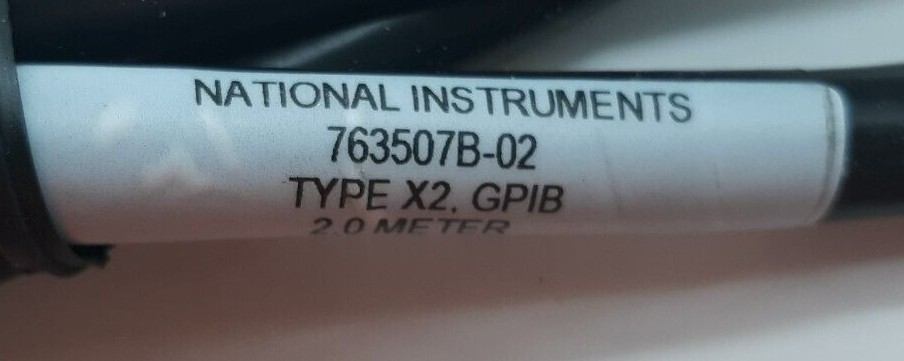 NATIONAL INSTRUMENTS
763507B-02
TYPE X2, GPIB
2.0 METER